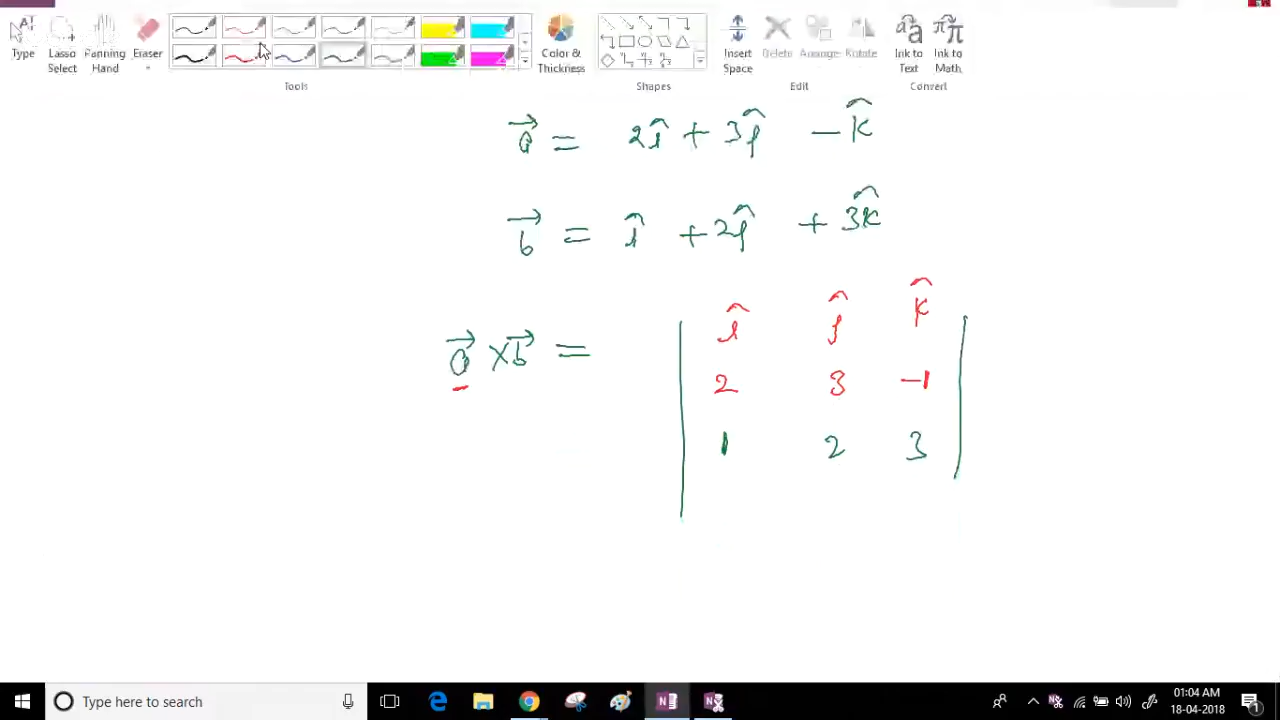 Type Lasso Select Panning Hand Eraser Color & Thickness Insert Space Delete Arrange Rotate Ink to Text Ink to Math
Tools Shapes Edit Convert
a⃗ = 2î + 3ĵ − k̂
b⃗ = î + 2ĵ + 3k̂
î ĵ k̂
a⃗ × b⃗ =
2 3 −1
1 2 3
Type here to search
01:04 AM
18-04-2018